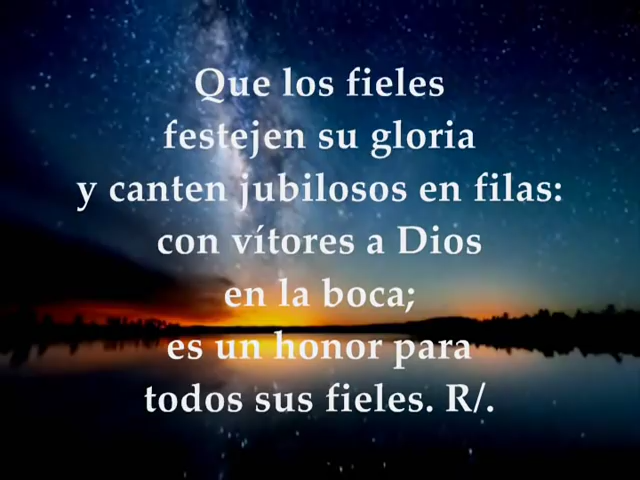 Que los fieles
festejen su gloria
y canten jubilosos en filas:
con vítores a Dios
en la boca;
es un honor para
todos sus fieles. R/.